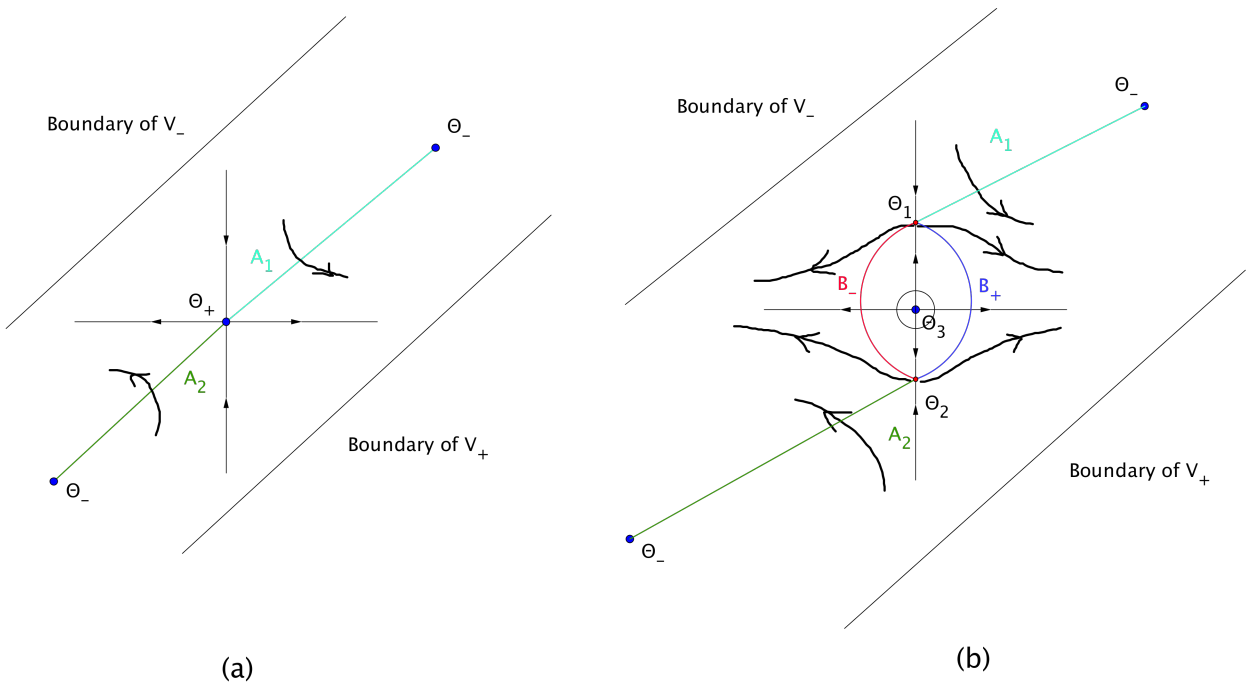 Boundary of V_
Θ_
A1
Θ+
A2
Boundary of V+
Θ_
(a)
Boundary of V_
Θ_
A1
Θ1
B_
B+
Θ3
Θ2
A2
Boundary of V+
Θ_
(b)